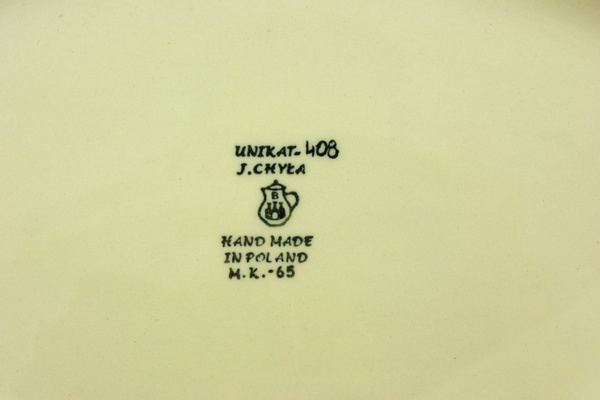 UNIKAT-408
J.CHYŁA
B
HAND MADE
IN POLAND
M.K.-65